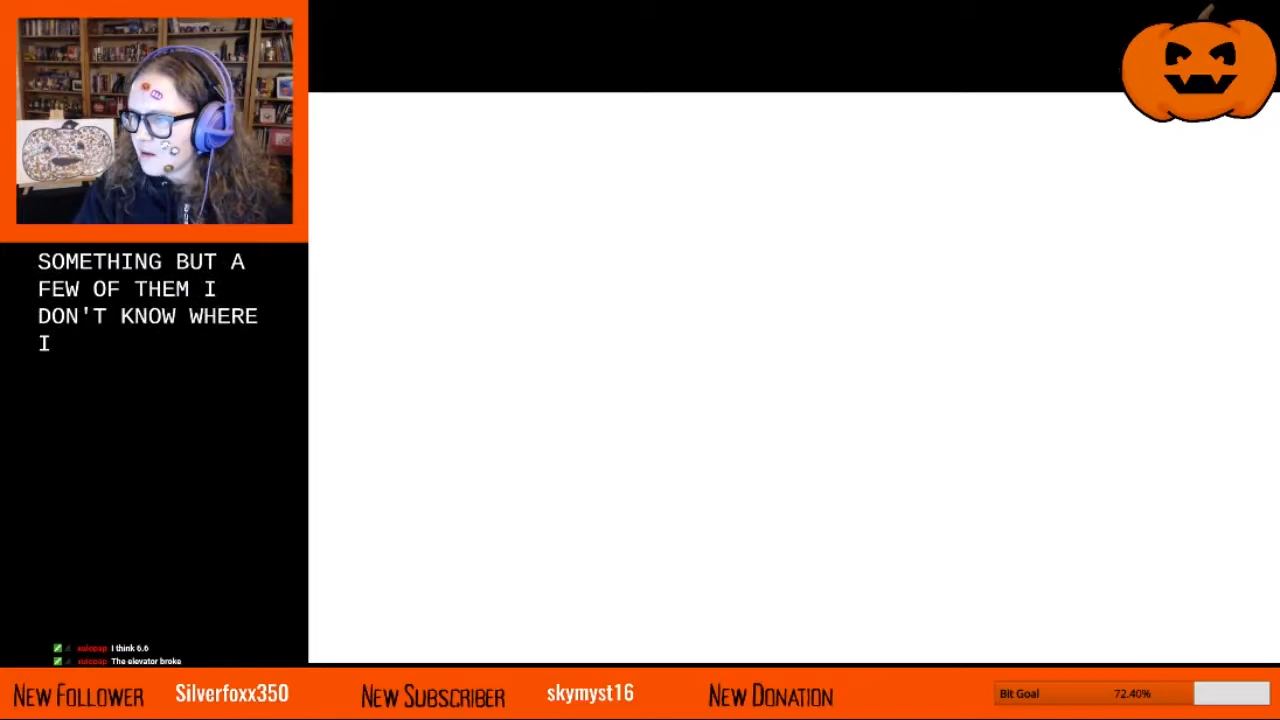 SOMETHING BUT A
FEW OF THEM I
DON'T KNOW WHERE
I
I think 6.6
The elevator broke
NEW FOLLOWER Silverfoxx350 NEW SUBSCRIBER skymyst16 NEW DONATION Bit Goal 72.40%